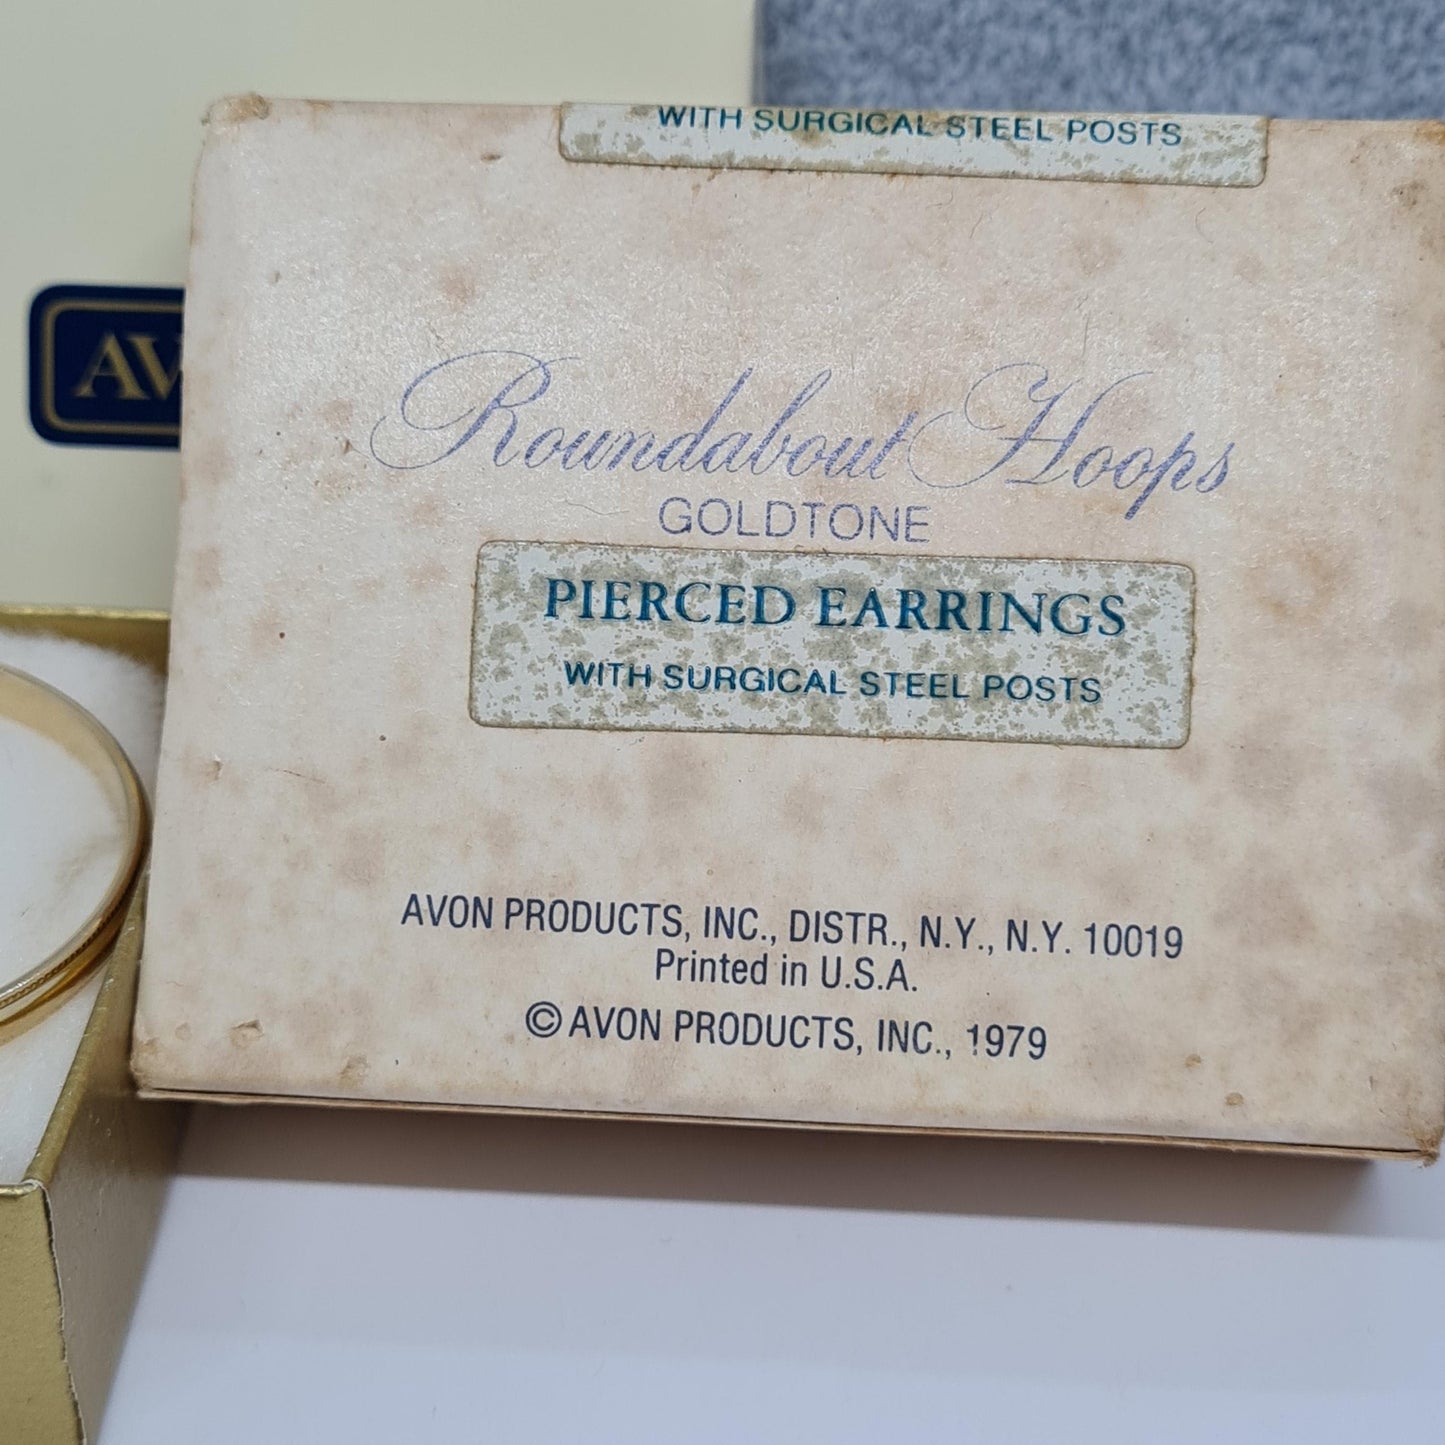 WITH SURGICAL STEEL POSTS
AV
Roundabout Hoops
GOLDTONE
PIERCED EARRINGS
WITH SURGICAL STEEL POSTS
AVON PRODUCTS, INC., DISTR., N.Y., N.Y. 10019
Printed in U.S.A.
© AVON PRODUCTS, INC., 1979